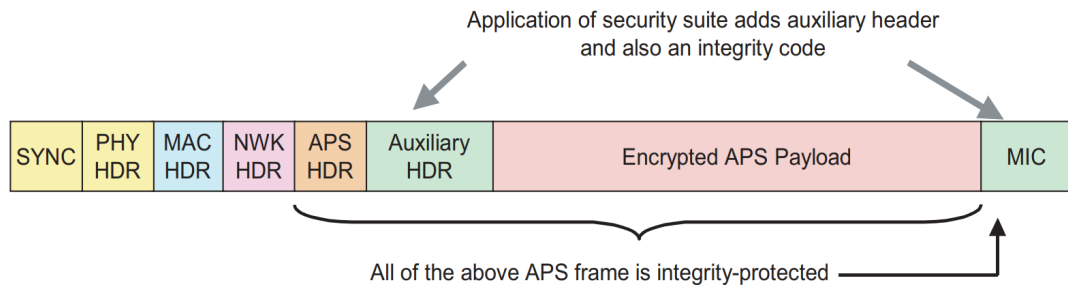 Application of security suite adds auxiliary header
and also an integrity code
SYNC
PHY
HDR
MAC
HDR
NWK
HDR
APS
HDR
Auxiliary
HDR
Encrypted APS Payload
MIC
All of the above APS frame is integrity-protected